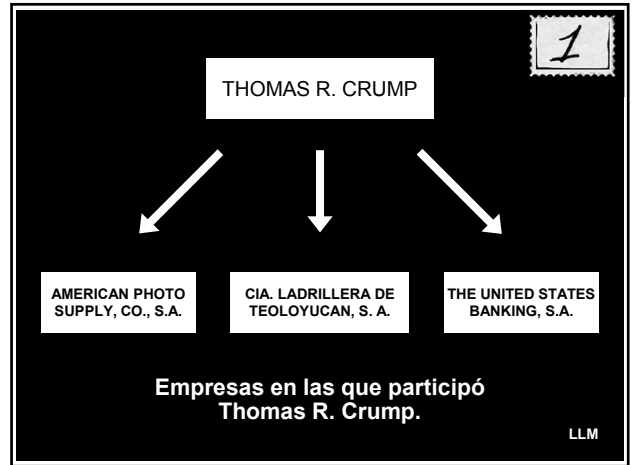 1
THOMAS R. CRUMP
AMERICAN PHOTO
SUPPLY, CO., S.A.
CIA. LADRILLERA DE
TEOLOYUCAN, S. A.
THE UNITED STATES
BANKING, S.A.
Empresas en las que participó
Thomas R. Crump.
LLM